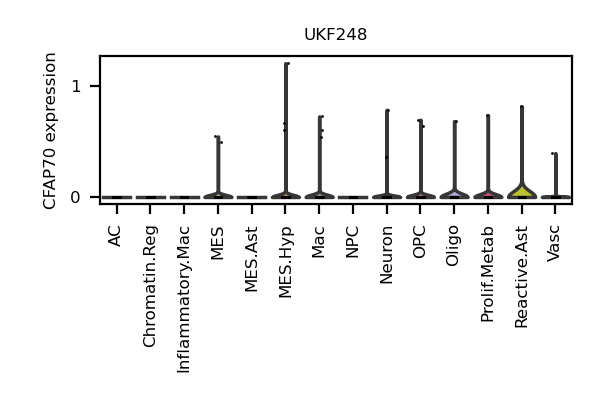 UKF248
CFAP70 expression
1
0
AC
Chromatin.Reg
Inflammatory.Mac
MES
MES.Ast
MES.Hyp
Mac
NPC
Neuron
OPC
Oligo
Prolif.Metab
Reactive.Ast
Vasc